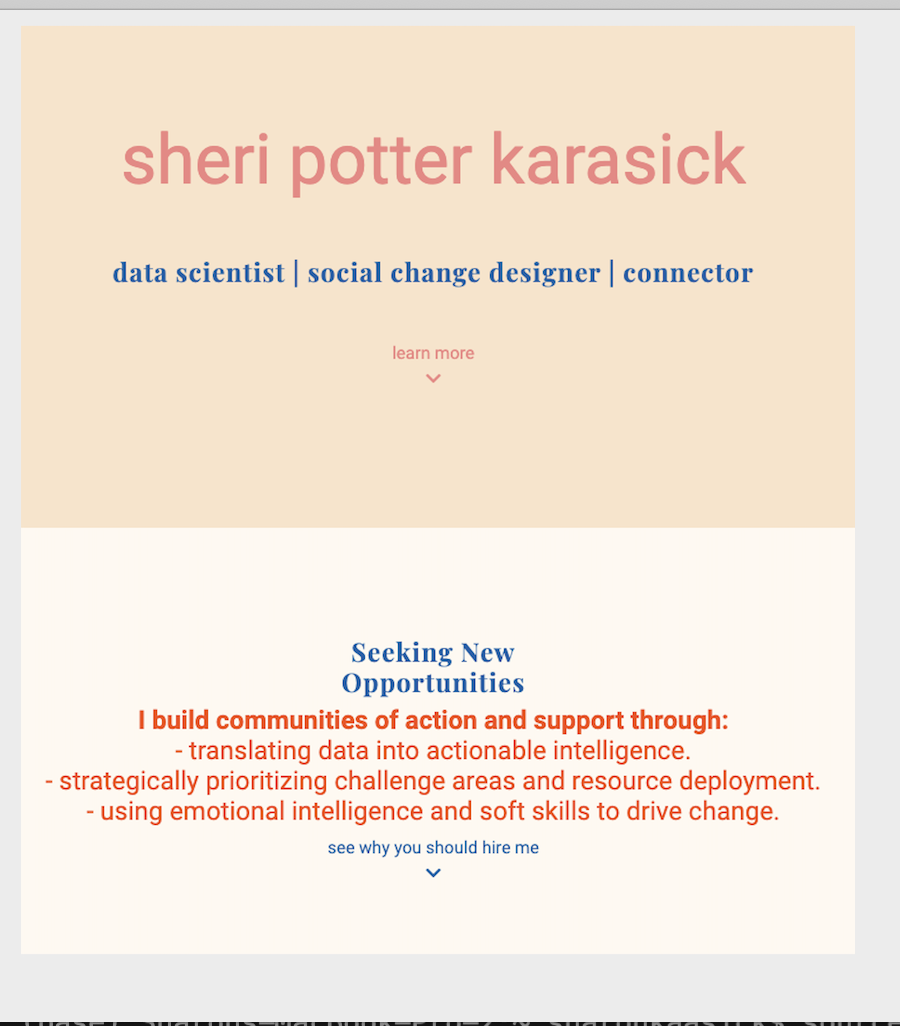 sheri potter karasick
data scientist | social change designer | connector
learn more
Seeking New
Opportunities
I build communities of action and support through:
- translating data into actionable intelligence.
- strategically prioritizing challenge areas and resource deployment.
- using emotional intelligence and soft skills to drive change.
see why you should hire me